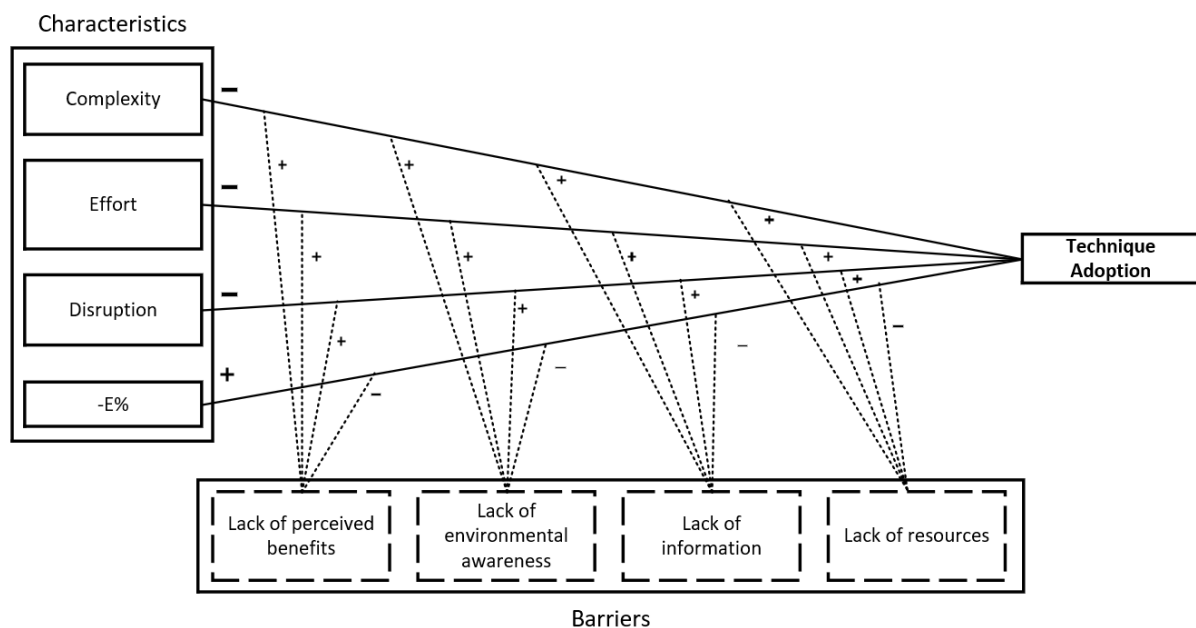 Characteristics
Complexity
−
+
+
+
+
Effort
−
+
+
+
+
Disruption
−
+
+
+
+
-E%
+
−
−
−
−
Technique
Adoption
Lack of perceived
benefits
Lack of
environmental
awareness
Lack of
information
Lack of resources
Barriers